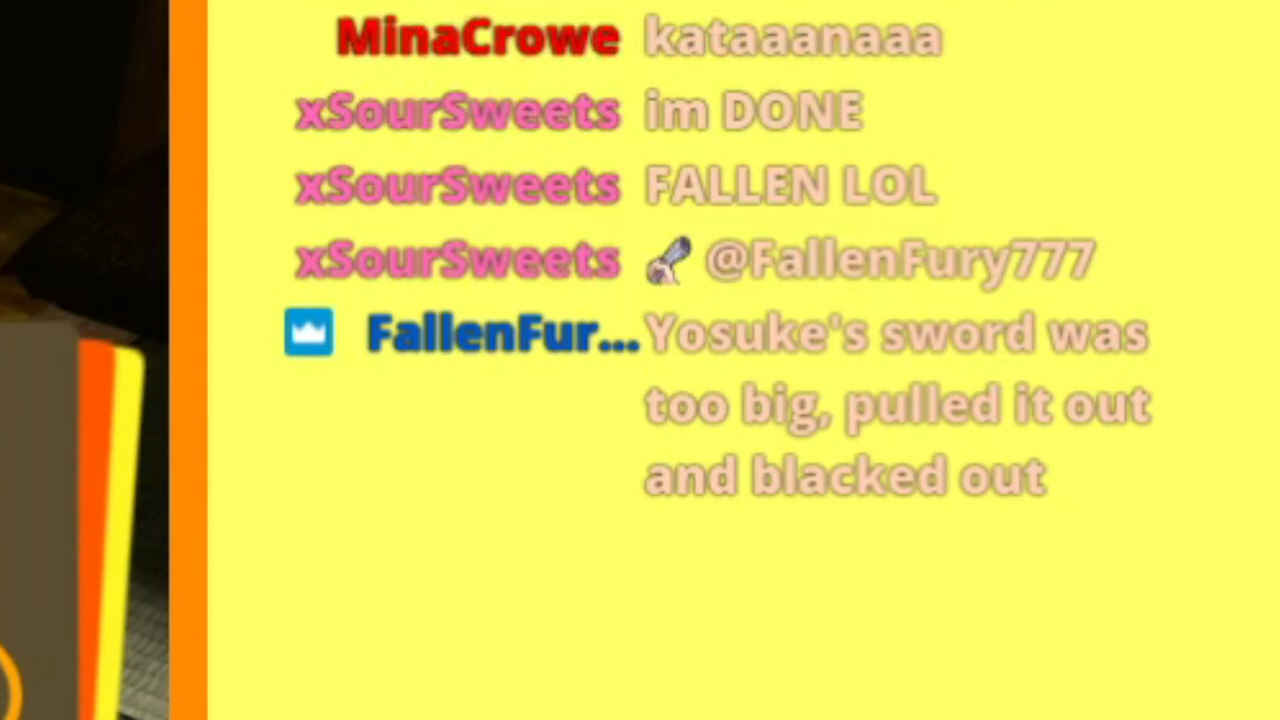 MinaCrowe kataaanaaa
xSourSweets im DONE
xSourSweets FALLEN LOL
xSourSweets @FallenFury777
FallenFur... Yosuke's sword was
too big, pulled it out
and blacked out